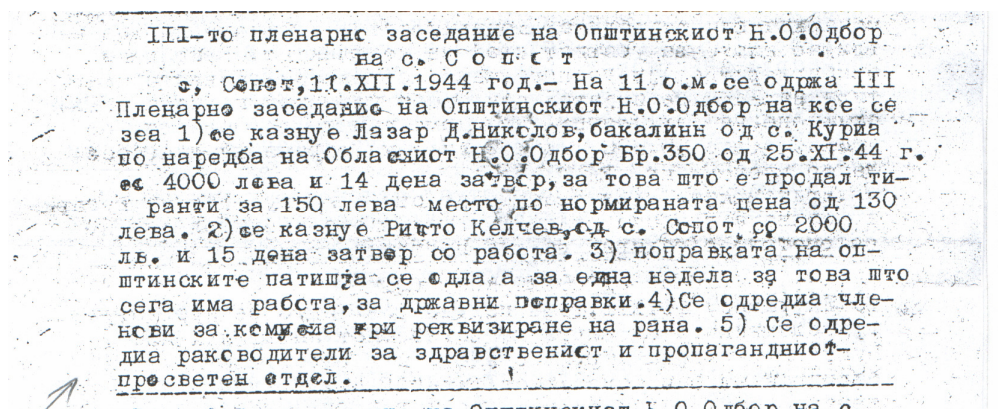 III-то пленарно заседание на Општинскиот Н.О.Одбор
на с. С о п о т
с, Сопот,11.XII.1944 год.- На 11 о.м.се одржа III
Пленарно заседание на Општинскиот Н.О.Одбор на кое се
зеа 1)се казнуе Лазар Д.Николов,бакалинн од с. Куриа
по наредба на Обласниот Н.О.Одбор Бр.350 од 25.XI.44 г.
со 4000 лева и 14 дена затвор,за това што е продал ти-
ранти за 150 лева место по нормираната цена од 130
лева. 2)се казнуе Ристо Келчев,од с. Сопот со 2000
лв. и 15 дена затвор со работа. 3) поправката на оп-
штинските патишта се одла а за една недела за това што
сега има работа,за државни поправки.4)Се одредиа чле-
нови за комисиа при реквизиране на рана. 5) Се одре-
диа раководители за здравствениот и пропагандниот-
просветен отдел.
Општинскиот Н.О.Одбор на с.